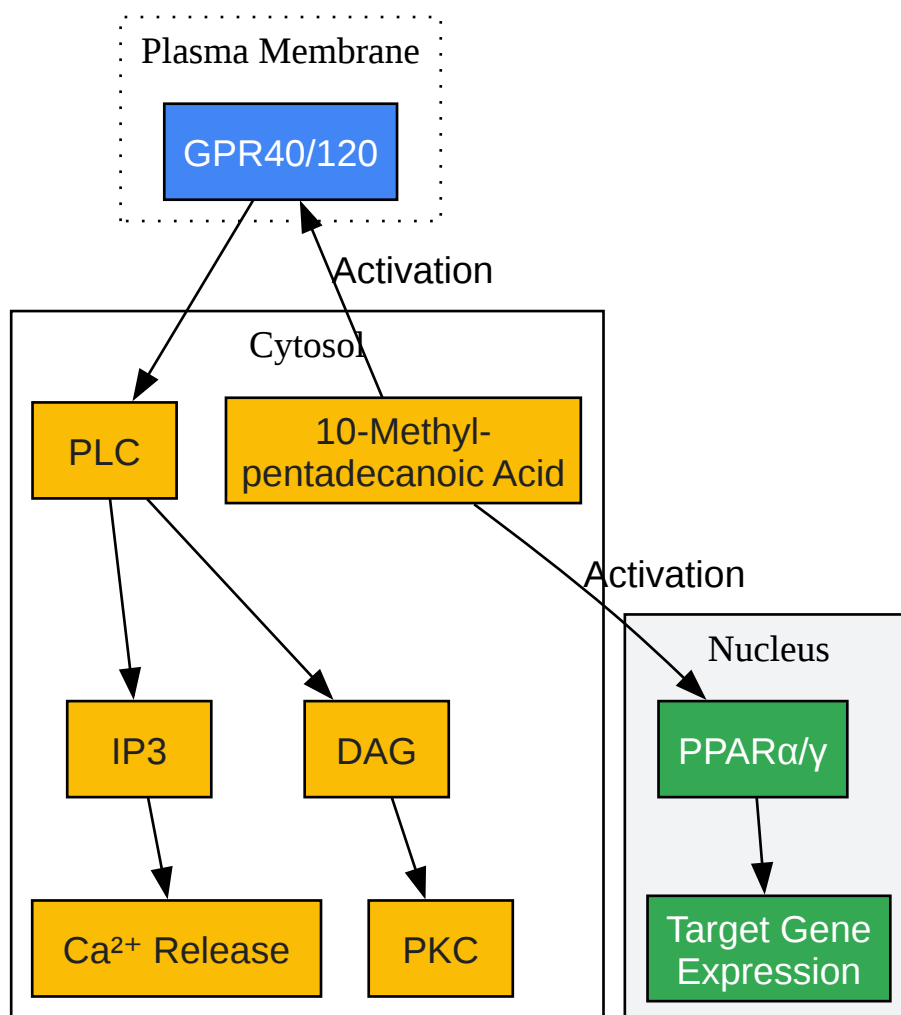 Plasma Membrane
GPR40/120
Activation
Cytosol
PLC
10-Methyl-
pentadecanoic Acid
Activation
Nucleus
IP3
DAG
PPARα/γ
Ca²⁺ Release
PKC
Target Gene
Expression